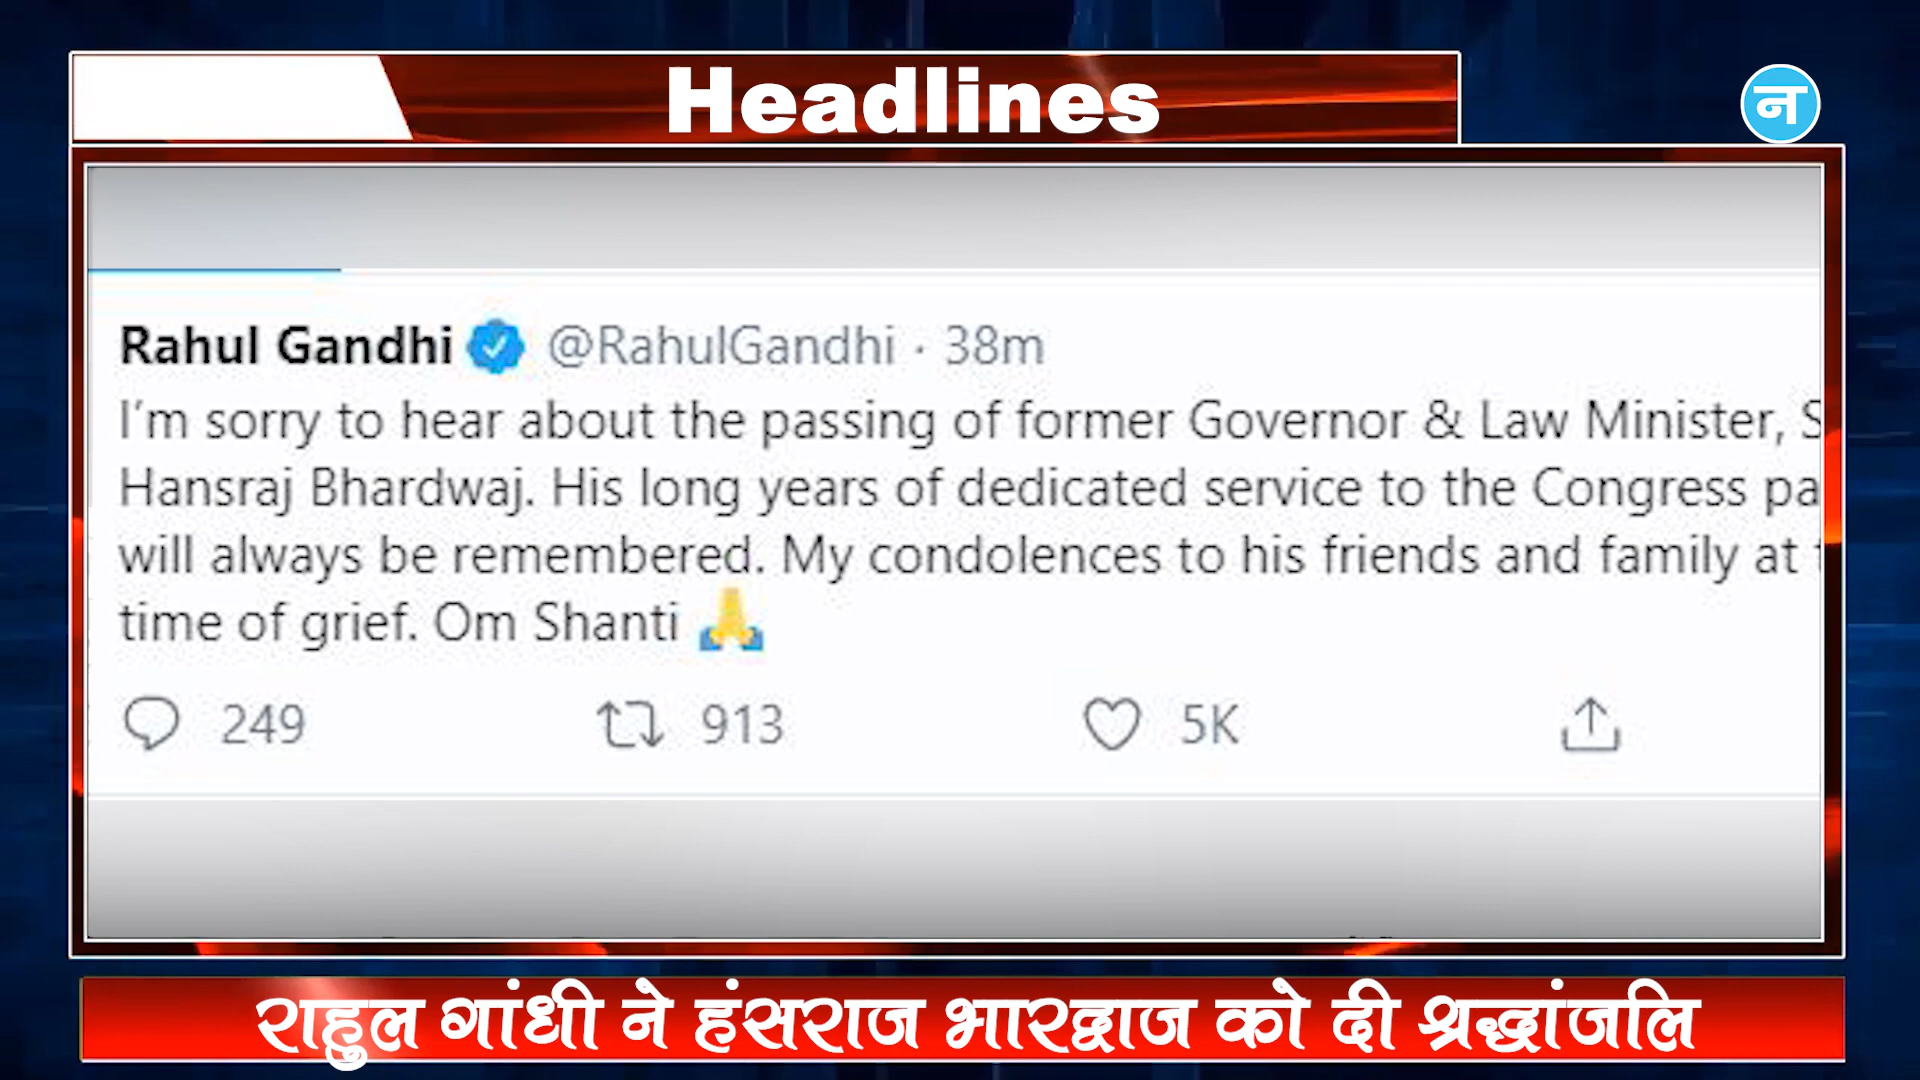 Headlines
न
Rahul Gandhi @RahulGandhi · 38m
I'm sorry to hear about the passing of former Governor & Law Minister, S
Hansraj Bhardwaj. His long years of dedicated service to the Congress pa
will always be remembered. My condolences to his friends and family at
time of grief. Om Shanti 🙏
249 913 5K
राहुल गांधी ने हंसराज भारद्वाज को दी श्रद्धांजलि